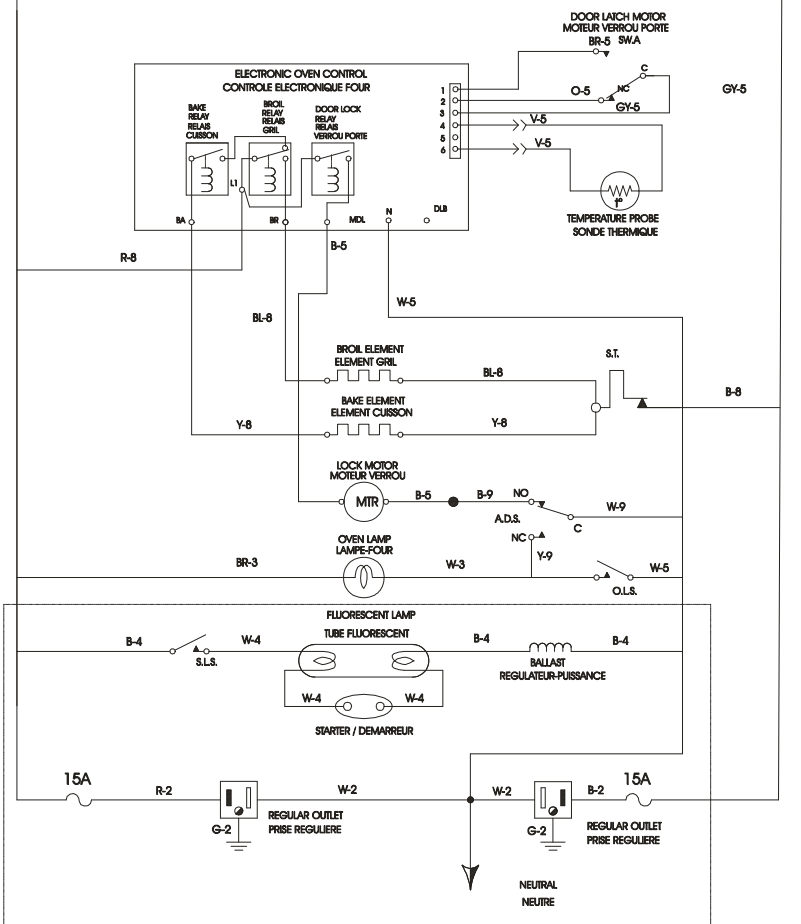 DOOR LATCH MOTOR
MOTEUR VERROU PORTE
BR-5 SW.A
C
NC
O-5
GY-5
GY-5
ELECTRONIC OVEN CONTROL
CONTROLE ELECTRONIQUE FOUR
BAKE
RELAY
RELAIS
CUISSON
BROIL
RELAY
RELAIS
GRIL
DOOR LOCK
RELAY
RELAIS
VERROU PORTE
1
2
3
4
5
6
V-5
V-5
t°
TEMPERATURE PROBE
SONDE THERMIQUE
L1
BA
BR
MDL
N
DLB
R-8
B-5
BL-8
W-5
BROIL ELEMENT
ELEMENT GRIL
BL-8
S.T.
B-8
BAKE ELEMENT
ELEMENT CUISSON
Y-8
Y-8
LOCK MOTOR
MOTEUR VERROU
MTR
B-5
B-9
NO
A.D.S.
C
W-9
NC
Y-9
OVEN LAMP
LAMPE-FOUR
BR-3
W-3
W-5
O.L.S.
FLUORESCENT LAMP
TUBE FLUORESCENT
B-4
W-4
S.L.S.
B-4
B-4
BALLAST
REGULATEUR-PUISSANCE
W-4
W-4
STARTER / DEMARREUR
15A
R-2
W-2
W-2
B-2
15A
G-2
REGULAR OUTLET
PRISE REGULIERE
G-2
REGULAR OUTLET
PRISE REGULIERE
NEUTRAL
NEUTRE